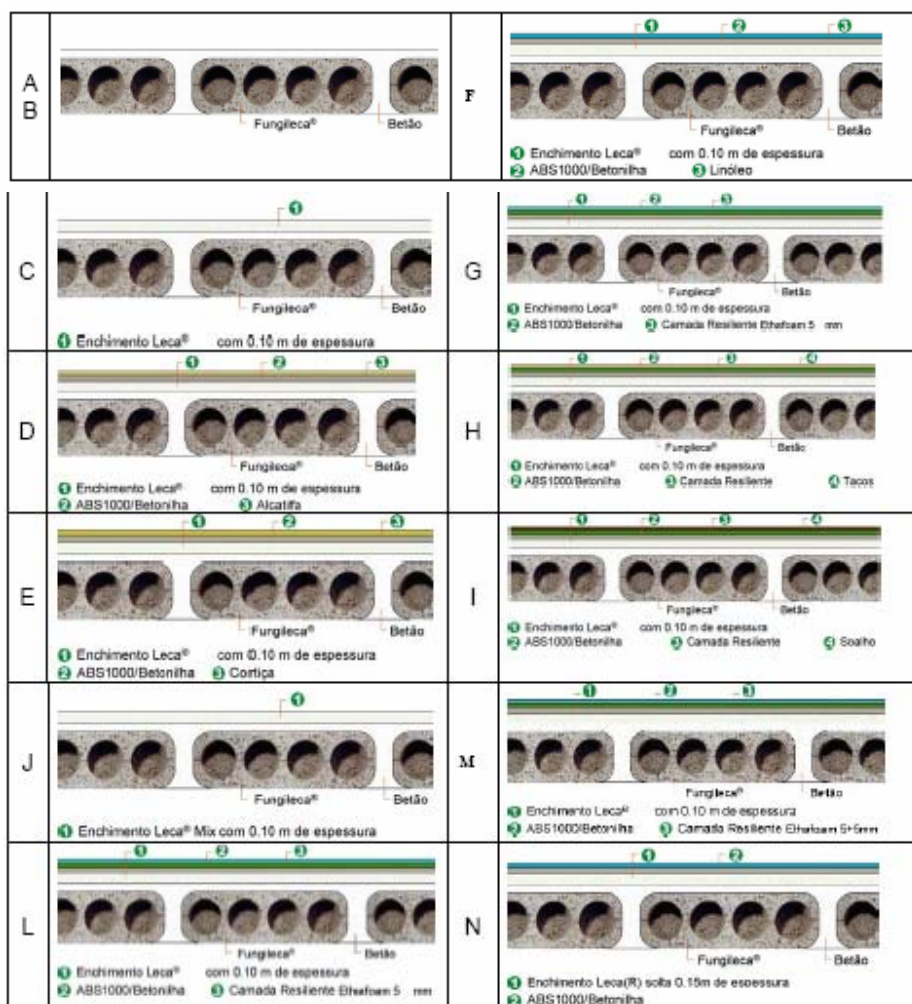 A
B
Fungileca® Betão
F
1 2 3
Fungileca® Betão
1 Enchimento Leca® com 0.10 m de espessura
2 ABS1000/Betonilha 3 Linóleo
C
1
Fungileca® Betão
1 Enchimento Leca® com 0.10 m de espessura
G
1 2 3
Fungileca® Betão
1 Enchimento Leca® com 0.10 m de espessura
2 ABS1000/Betonilha 3 Camada Resiliente Ethafoam 5 mm
D
1 2 3
Fungileca® Betão
1 Enchimento Leca® com 0.10 m de espessura
2 ABS1000/Betonilha 3 Alcatifa
H
1 2 3 4
Fungileca® Betão
1 Enchimento Leca® com 0.10 m de espessura
2 ABS1000/Betonilha 3 Camada Resiliente 4 Tacos
E
1 2 3
Fungileca® Betão
1 Enchimento Leca® com 0.10 m de espessura
2 ABS1000/Betonilha 3 Cortiça
I
1 2 3 4
Fungileca® Betão
1 Enchimento Leca® com 0.10 m de espessura
2 ABS1000/Betonilha 3 Camada Resiliente 4 Soalho
J
1
Fungileca® Betão
1 Enchimento Leca® Mix com 0.10 m de espessura
M
1 2 3
Fungileca® Betão
1 Enchimento Leca® com 0.10 m de espessura
2 ABS1000/Betonilha 3 Camada Resiliente Ethafoam 5+5mm
L
1 2 3
Fungileca® Betão
1 Enchimento Leca® com 0.10 m de espessura
2 ABS1000/Betonilha 3 Camada Resiliente Ethafoam 5 mm
N
1 2
Fungileca® Betão
1 Enchimento Leca(R) solta 0.15m de espessura
2 ABS1000/Betonilha